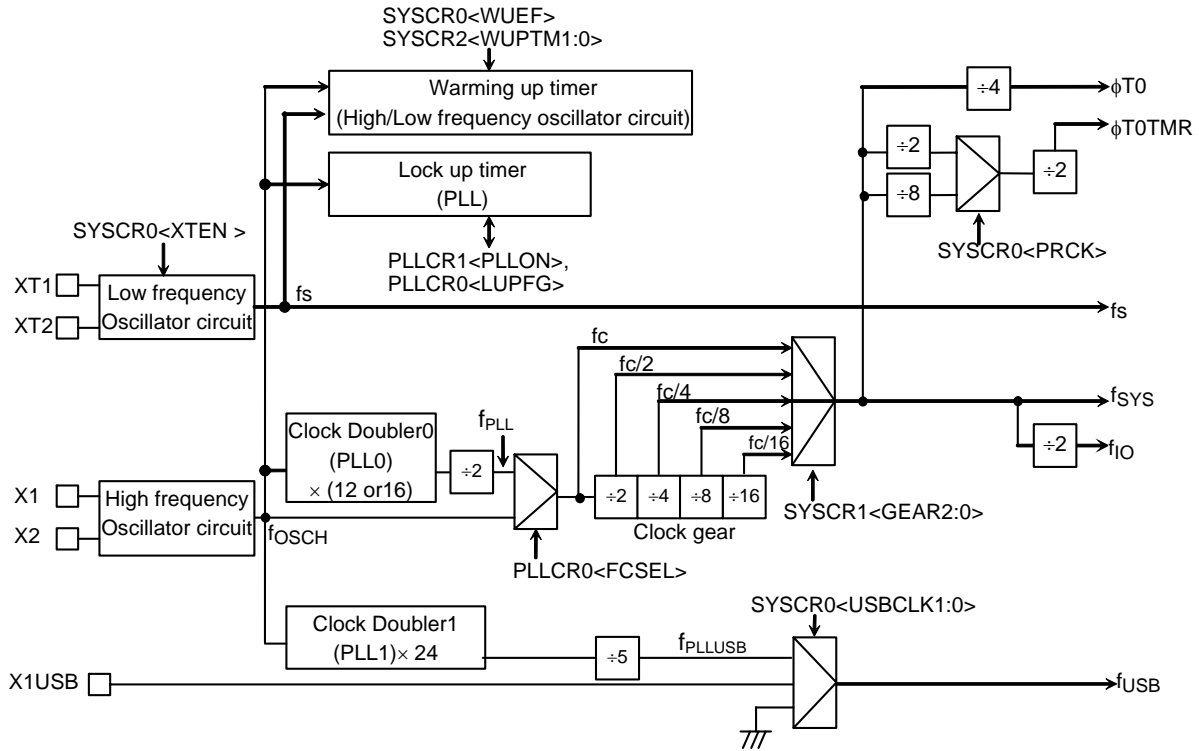 SYSCR0<WUEF>
SYSCR2<WUPTM1:0>
Warming up timer
(High/Low frequency oscillator circuit)
÷4
ϕT0
ϕT0TMR
÷2
÷8
÷2
SYSCR0<PRCK>
Lock up timer
(PLL)
PLLCR1<PLLON>,
PLLCR0<LUPFG>
SYSCR0<XTEN >
XT1
XT2
Low frequency
Oscillator circuit
fs
fs
fc
fc/2
fc/4
fc/8
fc/16
fSYS
÷2
fIO
Clock Doubler0
(PLL0)
× (12 or16)
÷2
fPLL
X1
X2
High frequency
Oscillator circuit
fOSCH
÷2 ÷4 ÷8 ÷16
Clock gear
SYSCR1<GEAR2:0>
PLLCR0<FCSEL>
SYSCR0<USBCLK1:0>
Clock Doubler1
(PLL1)× 24
÷5
fPLLUSB
X1USB
fUSB